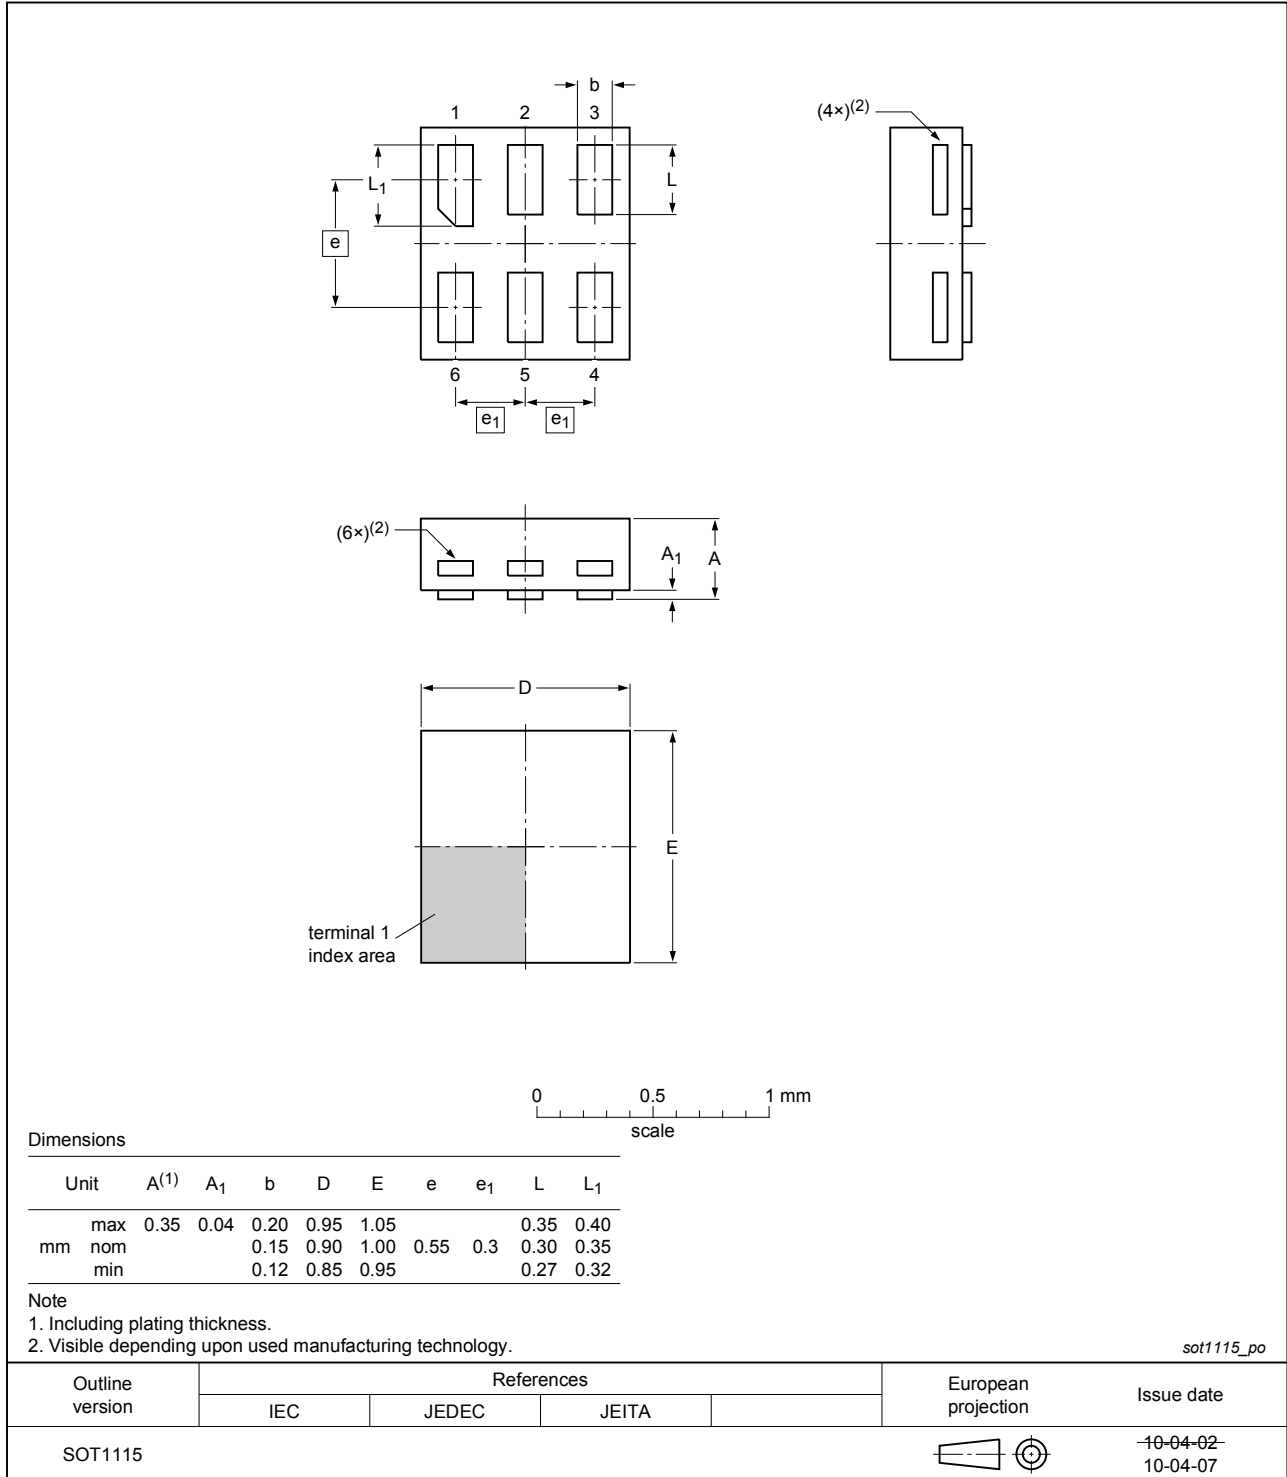 b
1 2 3
(4×)(2)
L1
L
e
6 5 4
e1 e1
(6×)(2)
A1 A
D
E
terminal 1
index area
0 0.5 1 mm
scale
Dimensions
Unit A(1) A1 b D E e e1 L L1
max 0.35 0.04 0.20 0.95 1.05 0.35 0.40
mm nom 0.15 0.90 1.00 0.55 0.3 0.30 0.35
min 0.12 0.85 0.95 0.27 0.32
Note
1. Including plating thickness.
2. Visible depending upon used manufacturing technology.
sot1115_po
Outline
version
References
IEC JEDEC JEITA
European
projection
Issue date
SOT1115
10-04-02
10-04-07